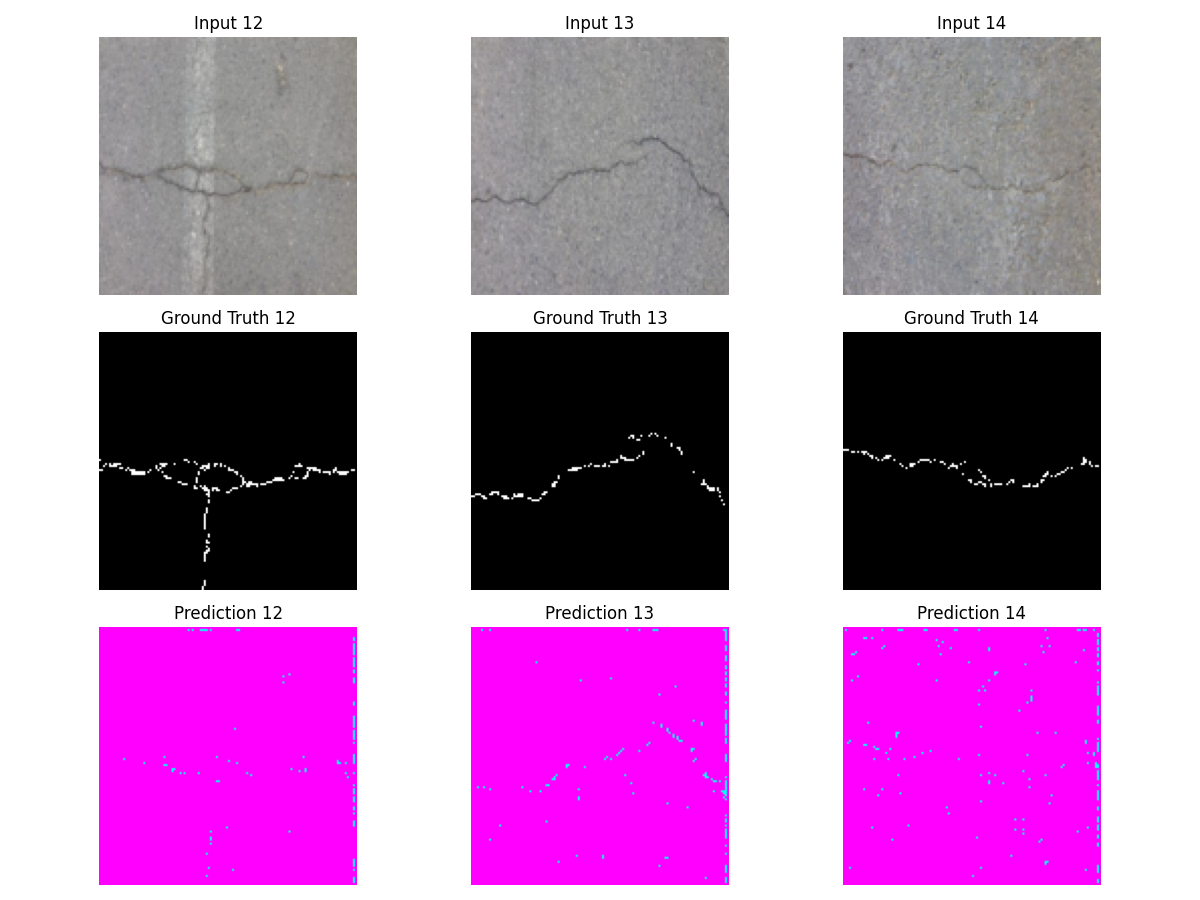 Input 12
Input 13
Input 14
Ground Truth 12
Ground Truth 13
Ground Truth 14
Prediction 12
Prediction 13
Prediction 14